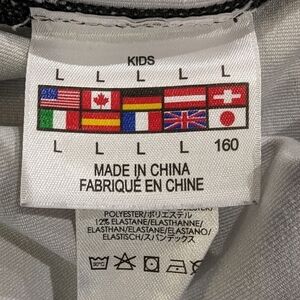 KIDS
L L L L L
L L L L 160
MADE IN CHINA
FABRIQUÉ EN CHINE
POLYESTER/ポリエステル
12% ELASTANE/ELASTHANNE/
ELASTHAN/ELASTANE/ELASTANO/
ELASTISCH/スパンデックス
30°C